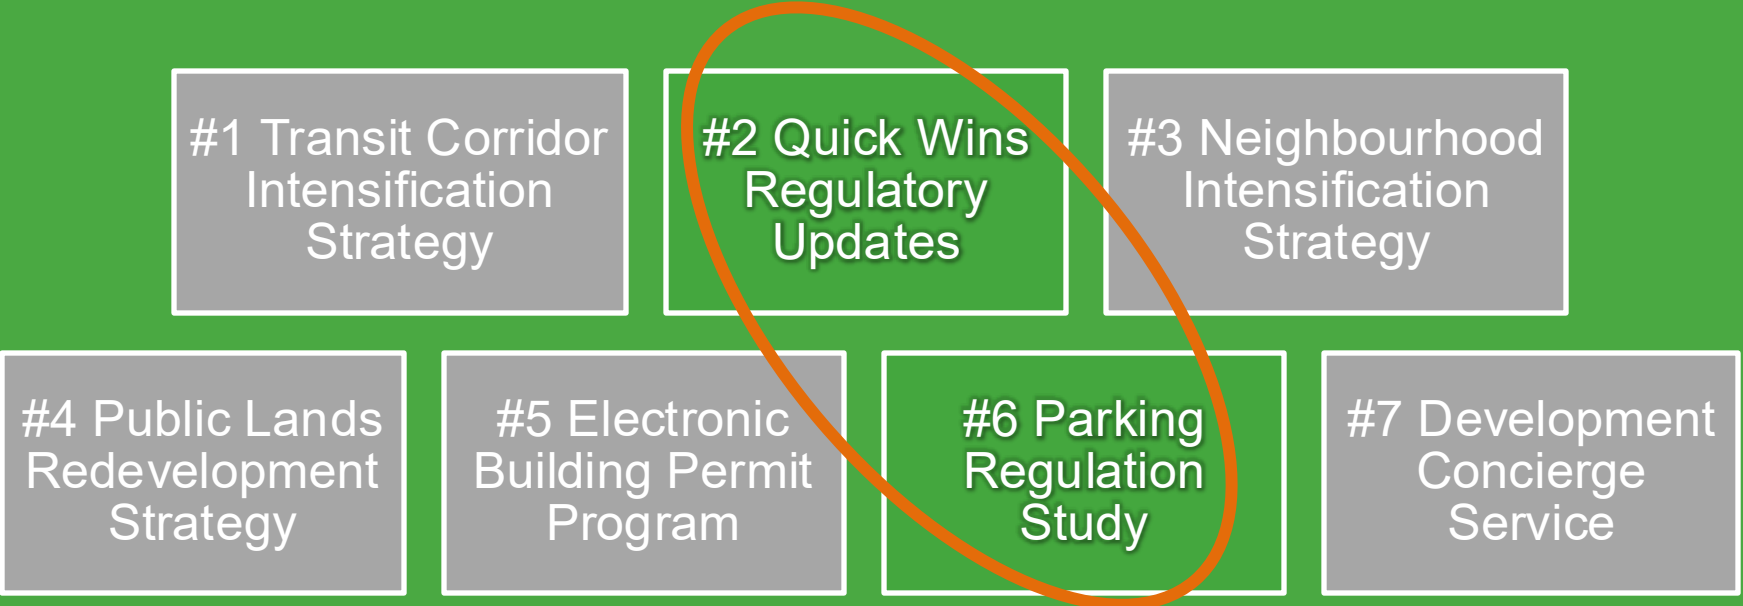 #1 Transit Corridor
Intensification
Strategy
#2 Quick Wins
Regulatory
Updates
#3 Neighbourhood
Intensification
Strategy
#4 Public Lands
Redevelopment
Strategy
#5 Electronic
Building Permit
Program
#6 Parking
Regulation
Study
#7 Development
Concierge
Service